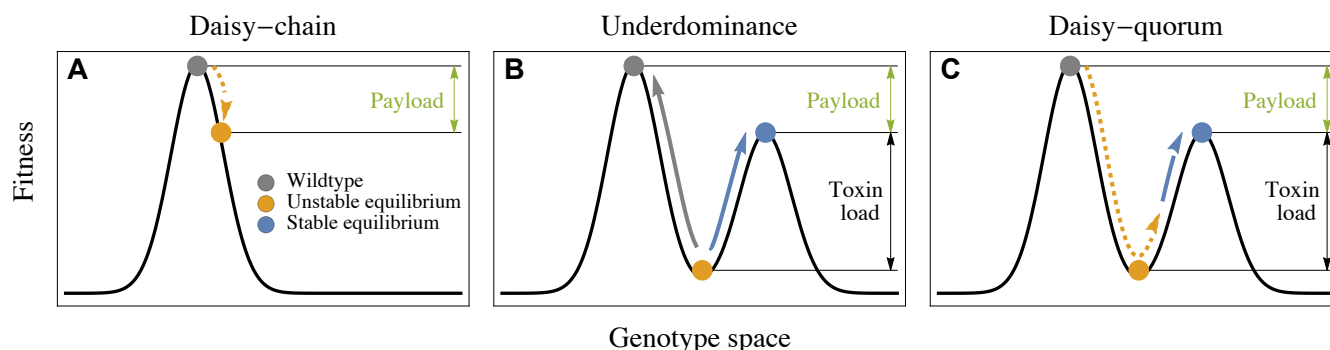 Daisy−chain
Underdominance
Daisy−quorum
Fitness
A
Payload
Wildtype
Unstable equilibrium
Stable equilibrium
B
Payload
Toxin
load
C
Payload
Toxin
load
Genotype space